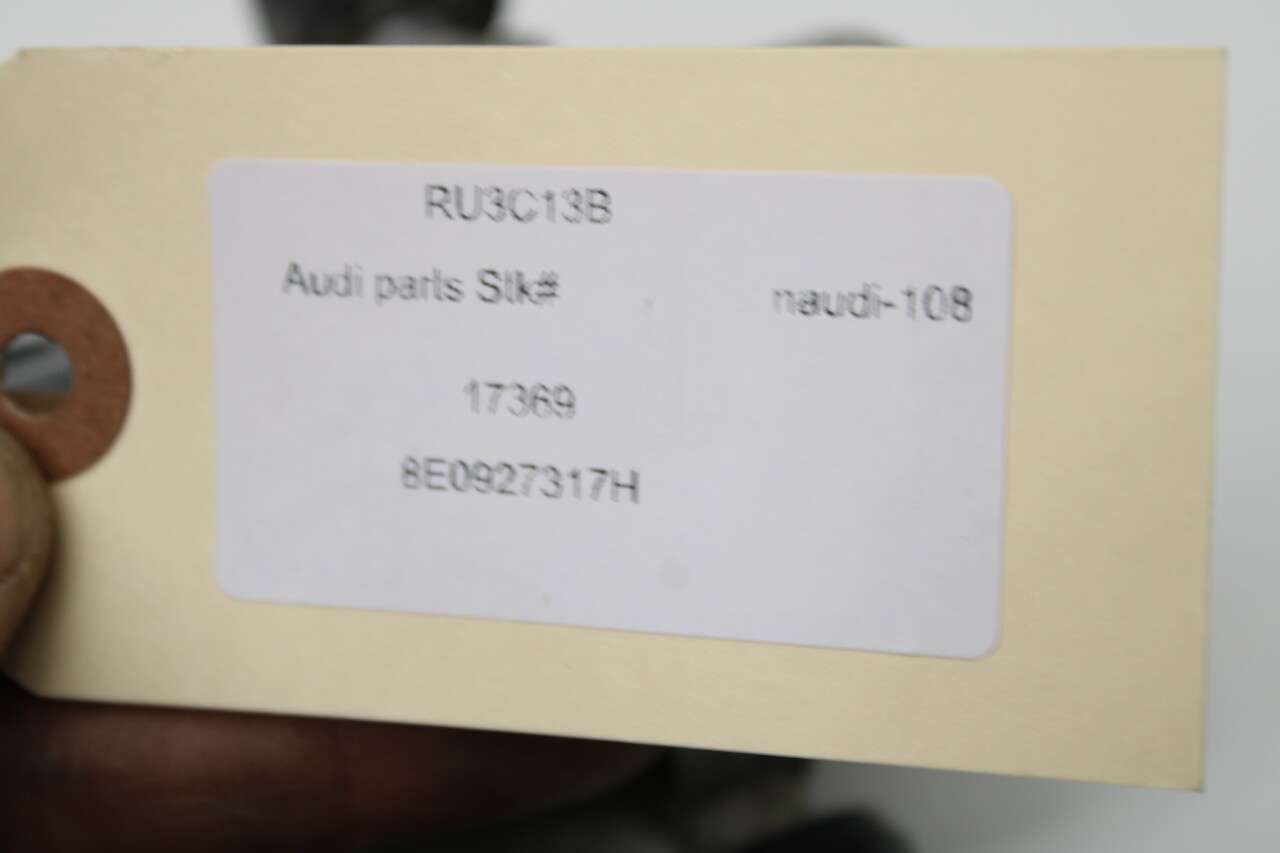 RU3C13B
Audi parts Stk# naudi-108
17369
8E0927317H